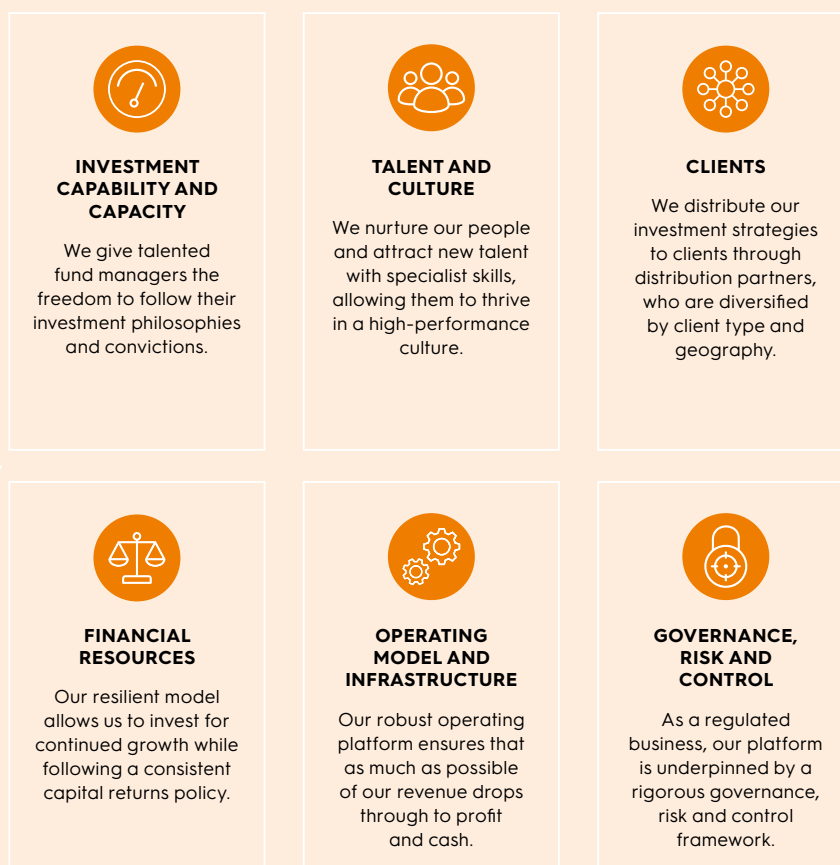 INVESTMENT
CAPABILITY AND
CAPACITY
We give talented
fund managers the
freedom to follow their
investment philosophies
and convictions.
TALENT AND
CULTURE
We nurture our people
and attract new talent
with specialist skills,
allowing them to thrive
in a high-performance
culture.
CLIENTS
We distribute our
investment strategies
to clients through
distribution partners,
who are diversified
by client type and
geography.
FINANCIAL
RESOURCES
Our resilient model
allows us to invest for
continued growth while
following a consistent
capital returns policy.
OPERATING
MODEL AND
INFRASTRUCTURE
Our robust operating
platform ensures that
as much as possible
of our revenue drops
through to profit
and cash.
GOVERNANCE,
RISK AND
CONTROL
As a regulated
business, our platform
is underpinned by a
rigorous governance,
risk and control
framework.